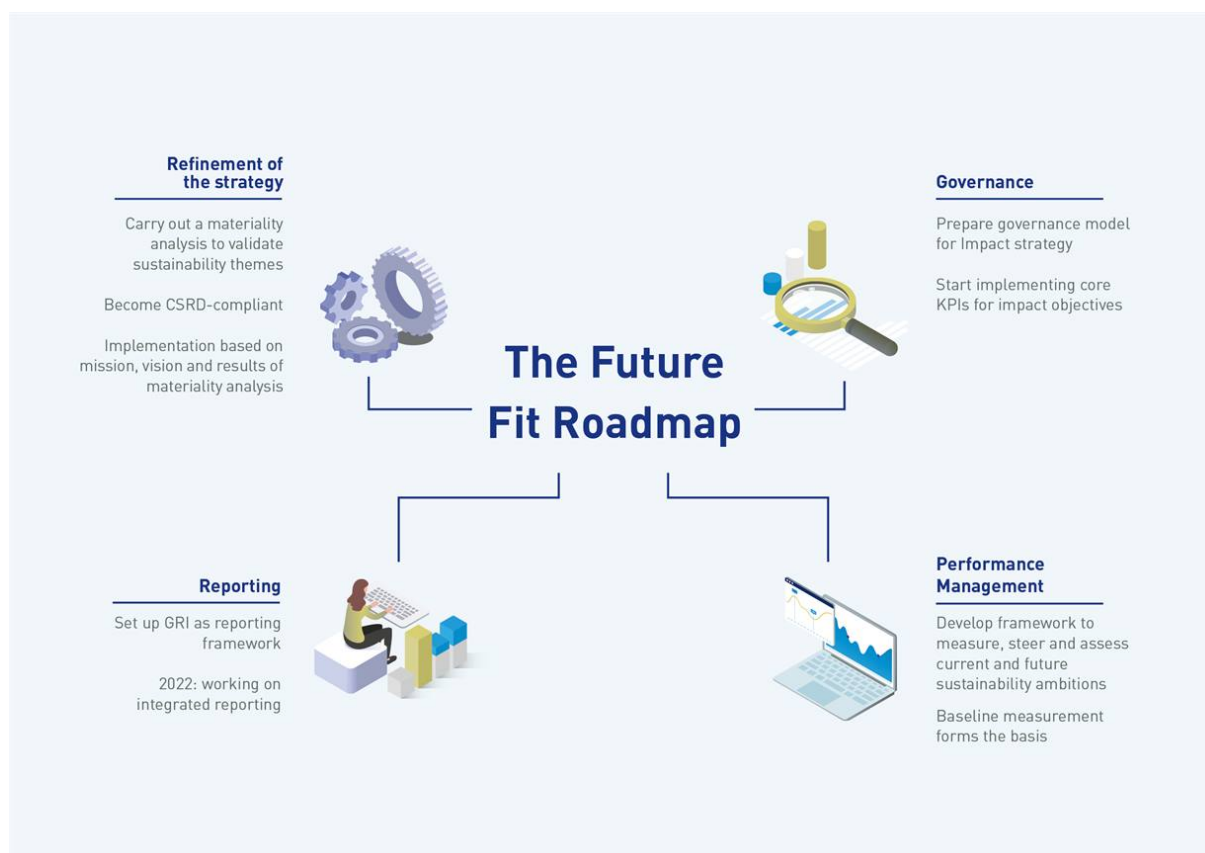 Refinement of
the strategy
Carry out a materiality
analysis to validate
sustainability themes
Become CSRD-compliant
Implementation based on
mission, vision and results of
materiality analysis
Governance
Prepare governance model
for Impact strategy
Start implementing core
KPIs for impact objectives
The Future
Fit Roadmap
Reporting
Set up GRI as reporting
framework
2022: working on
integrated reporting
Performance
Management
Develop framework to
measure, steer and assess
current and future
sustainability ambitions
Baseline measurement
forms the basis